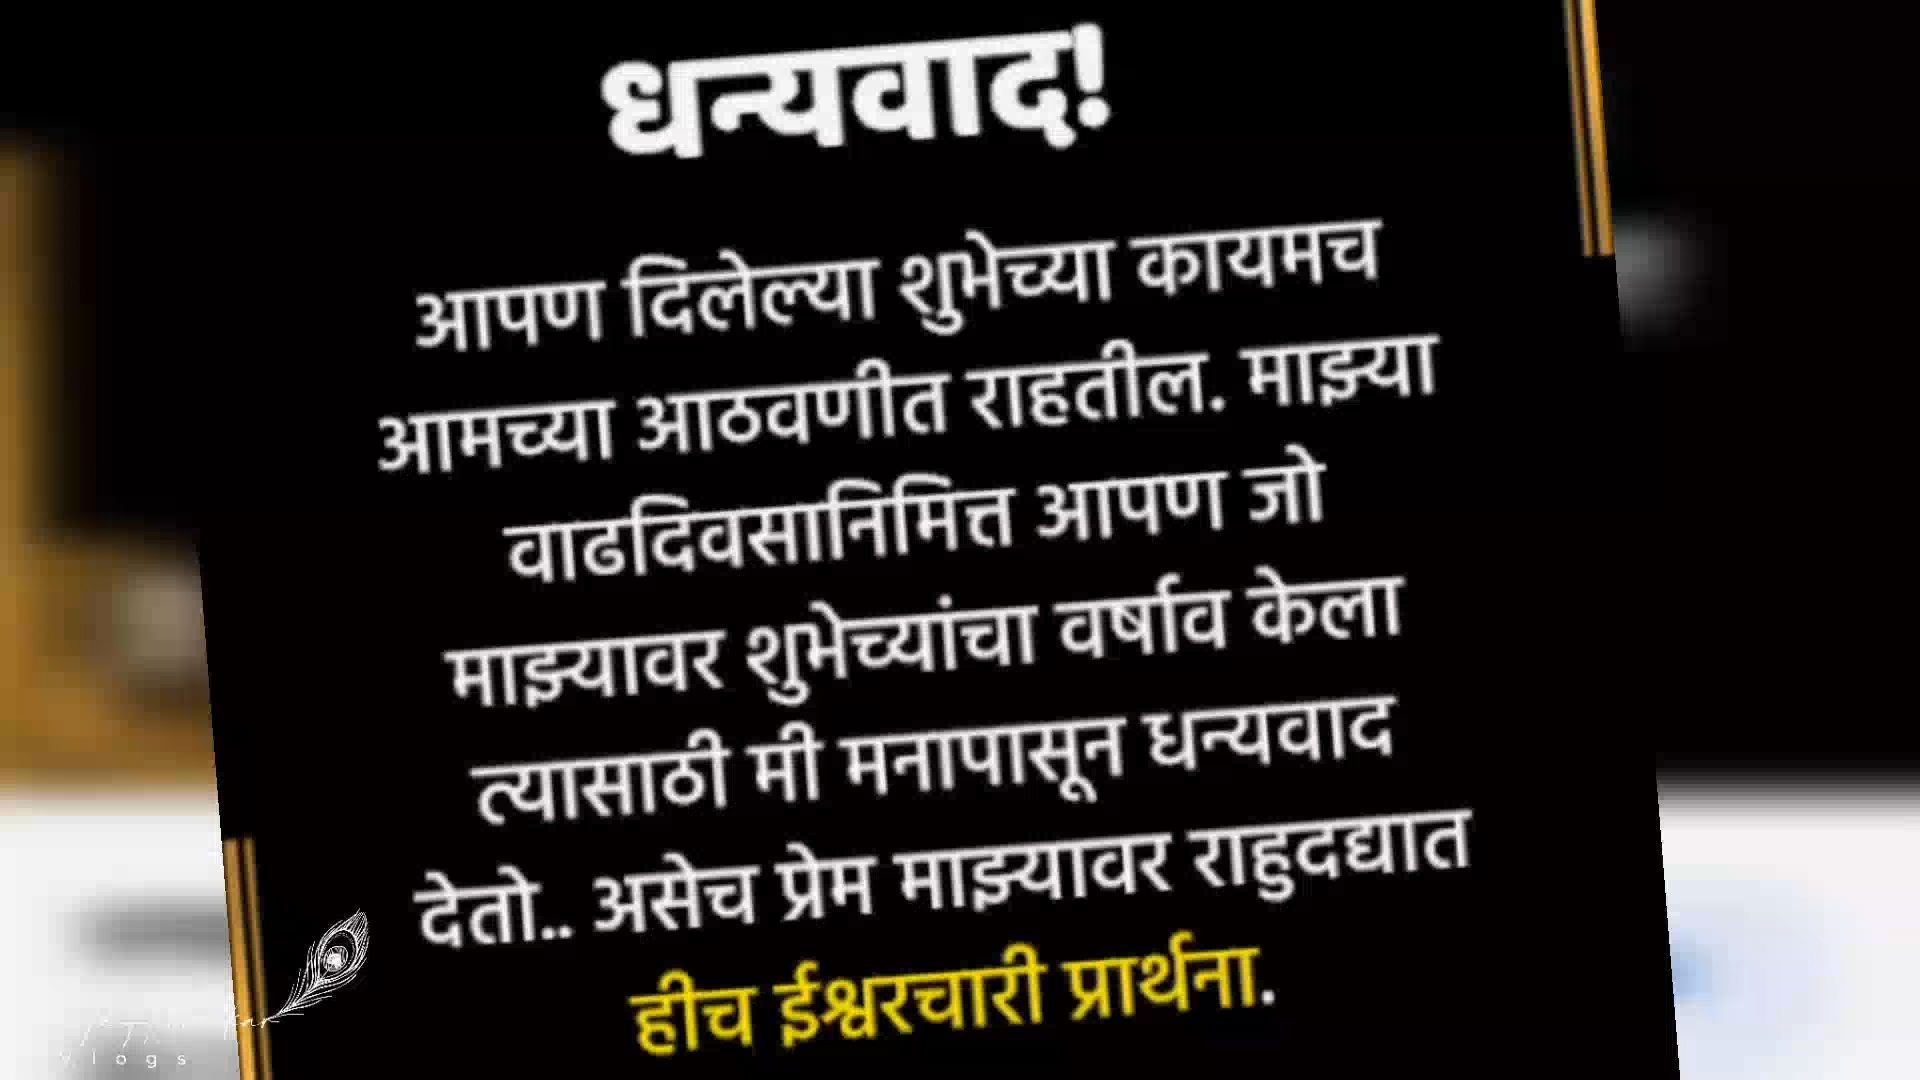 धन्यवाद!
आपण दिलेल्या शुभेच्या कायमच
आमच्या आठवणीत राहतील. माझ्या
वाढदिवसानिमित्त आपण जो
माझ्यावर शुभेच्यांचा वर्षाव केला
त्यासाठी मी मनापासून धन्यवाद
देतो.. असेच प्रेम माझ्यावर राहुदद्यात
हीच ईश्वरचारी प्रार्थना.
vlogs